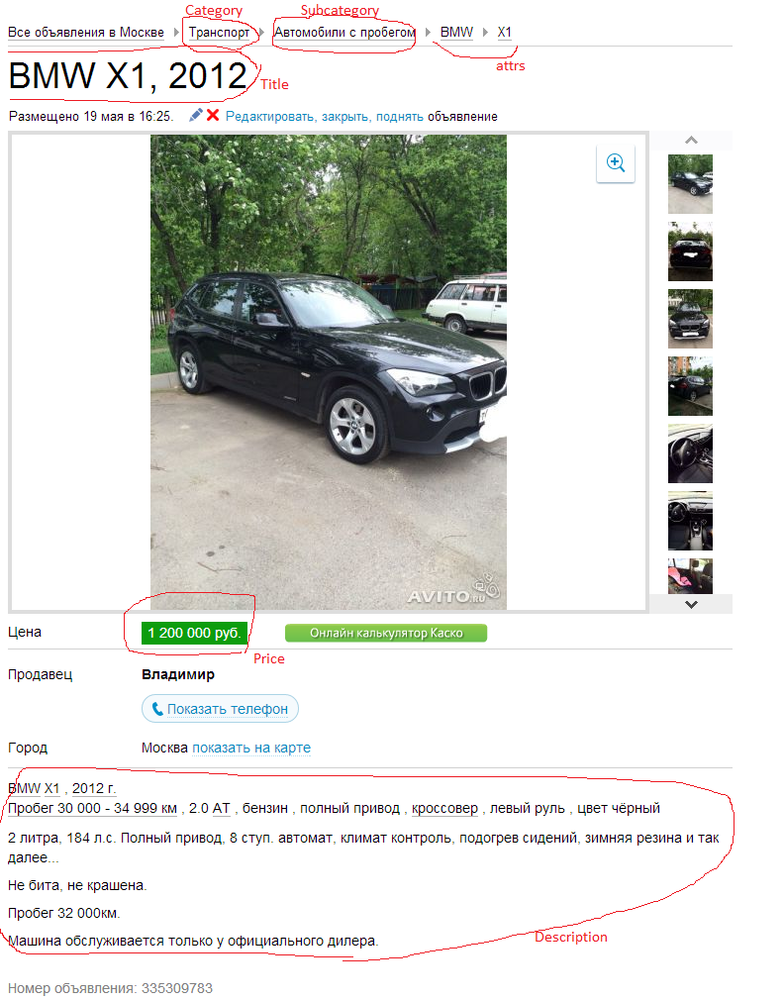 Category Subcategory
Все объявления в Москве Транспорт Автомобили с пробегом BMW X1
attrs
BMW X1, 2012 Title
Размещено 19 мая в 16:25. Редактировать, закрыть, поднять объявление
AVITO.RU
Цена 1 200 000 руб. Онлайн калькулятор Каско
Price
Продавец Владимир
Показать телефон
Город Москва показать на карте
BMW X1 , 2012 г.
Пробег 30 000 - 34 999 км , 2.0 AT , бензин , полный привод , кроссовер , левый руль , цвет чёрный
2 литра, 184 л.с. Полный привод, 8 ступ. автомат, климат контроль, подогрев сидений, зимняя резина и так
далее...
Не бита, не крашена.
Пробег 32 000км.
Машина обслуживается только у официального дилера.
Description
Номер объявления: 335309783